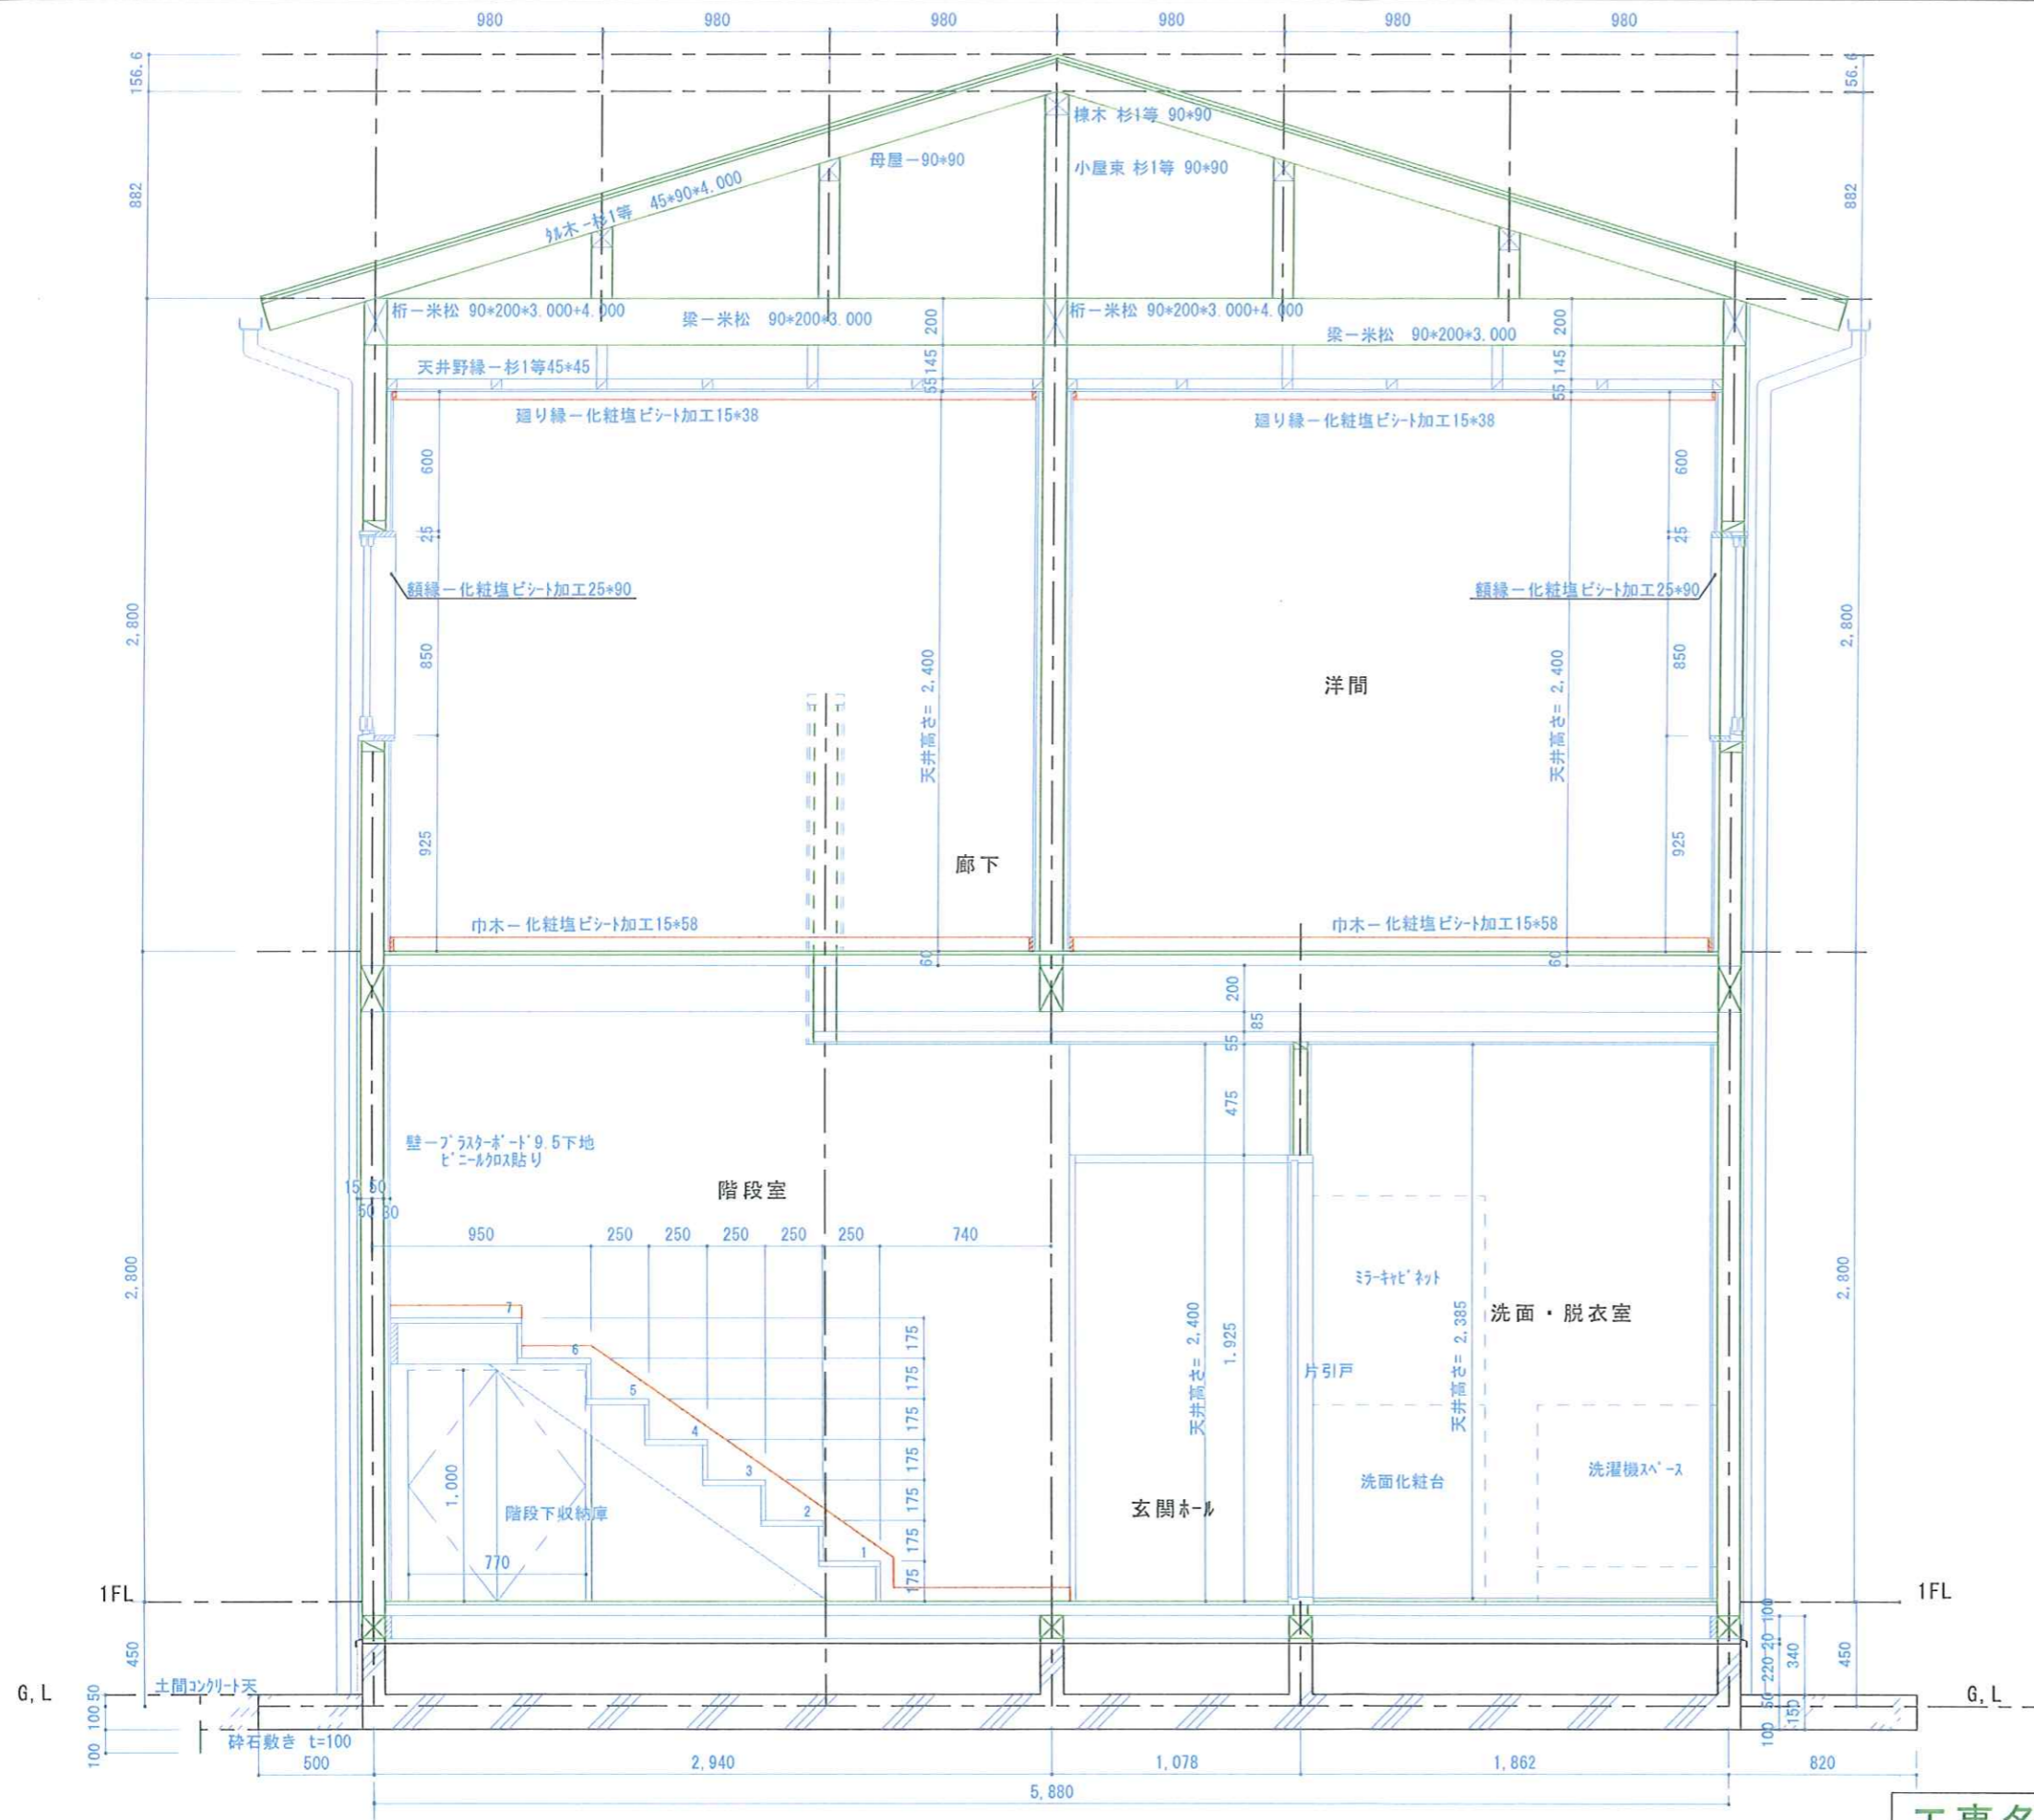 980 980 980 980 980 980
156.6
156.6
棟木 杉1等 90*90
母屋ー90*90
小屋束 杉1等 90*90
882
ﾀﾙ木-杉1等 45*90*4.000
882
桁ー米松 90*200*3.000+4.000
梁ー米松 90*200*3.000
200
桁ー米松 90*200*3.000+4.000
梁ー米松 90*200*3.000
200
天井野縁ー杉1等45*45
145
145
55
55
廻り縁ー化粧塩ビｼｰﾄ加工15*38
廻り縁ー化粧塩ビｼｰﾄ加工15*38
600
600
25
25
額縁ー化粧塩ビｼｰﾄ加工25*90
額縁ー化粧塩ビｼｰﾄ加工25*90
2,800
2,800
850
天井高さ= 2,400
洋間
天井高さ= 2,400
850
925
廊下
925
巾木ー化粧塩ビｼｰﾄ加工15*58
巾木ー化粧塩ビｼｰﾄ加工15*58
60
60
200
85
55
475
壁ープﾗｽﾀｰﾎﾞｰﾄﾞ9.5下地
ﾋﾞﾆｰﾙｸﾛｽ貼り
階段室
15 50
60 30
950 250 250 250 250 250 740
2,800
2,800
ﾐﾗｰｷｬﾋﾞﾈｯﾄ
洗面・脱衣室
7
6
5
4
3
2
1
175
175
175
175
175
175
175
天井高さ= 2,400
1,925
片引戸
天井高さ= 2,385
1,000
階段下収納庫
770
玄関ﾎｰﾙ
洗面化粧台
洗濯機ｽﾍﾟｰｽ
1FL
1FL
450
100
20
220
50
100
340
150
450
G,L
土間ｺﾝｸﾘｰﾄ天
G,L
50
100
100
砕石敷き t=100
500 2,940 1,078 1,862 820
5,880
工事名